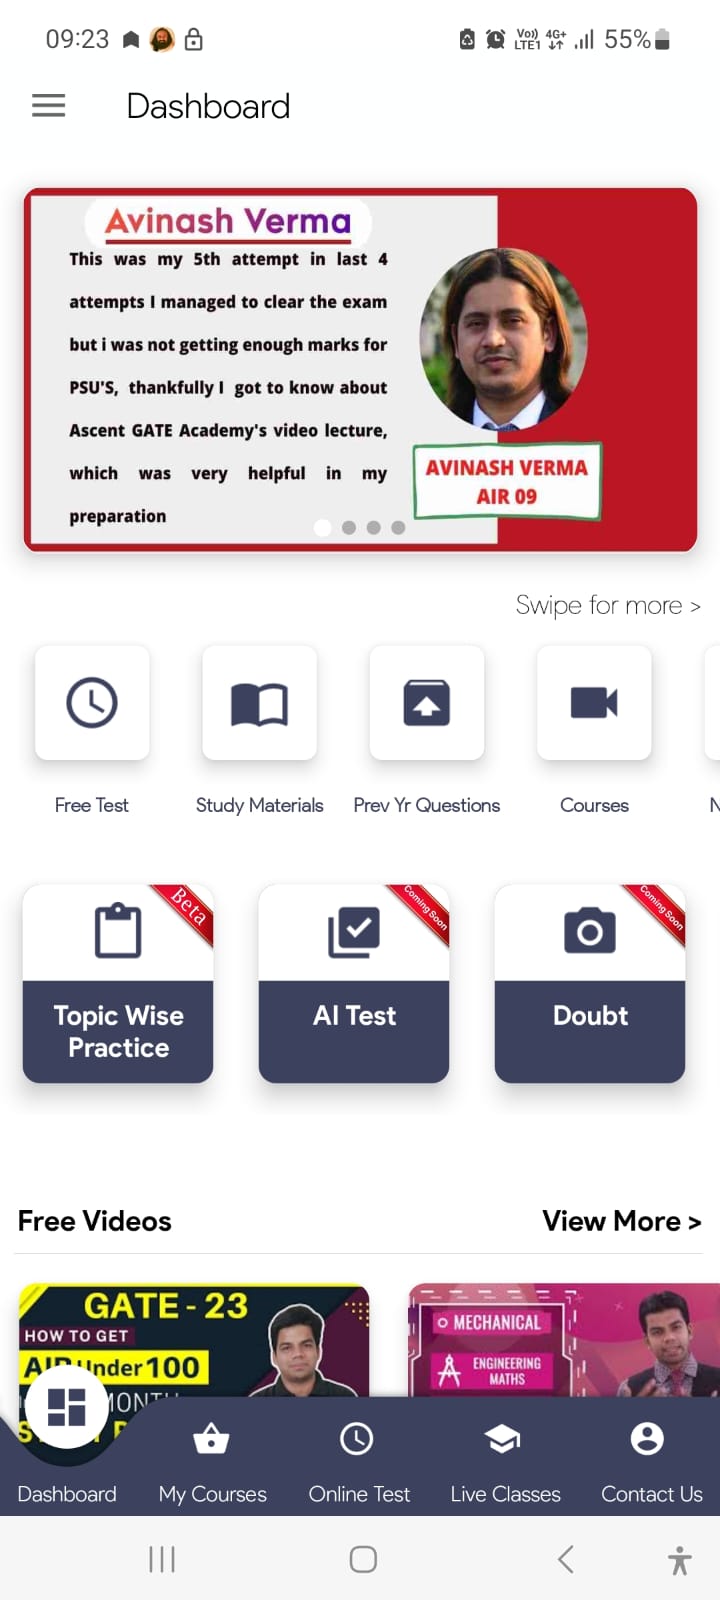 09:23
Vo))
LTE1
4G+
55%
Dashboard
Avinash Verma
This was my 5th attempt in last 4
attempts I managed to clear the exam
but i was not getting enough marks for
PSU'S, thankfully I got to know about
Ascent GATE Academy's video lecture,
which was very helpful in my
preparation
AVINASH VERMA
AIR 09
Swipe for more >
Free Test
Study Materials
Prev Yr Questions
Courses
N
Beta
Topic Wise
Practice
Coming Soon
AI Test
Coming Soon
Doubt
Free Videos
View More >
GATE - 23
HOW TO GET
AIR Under 100
MONTH
MECHANICAL
ENGINEERING
MATHS
Dashboard
My Courses
Online Test
Live Classes
Contact Us